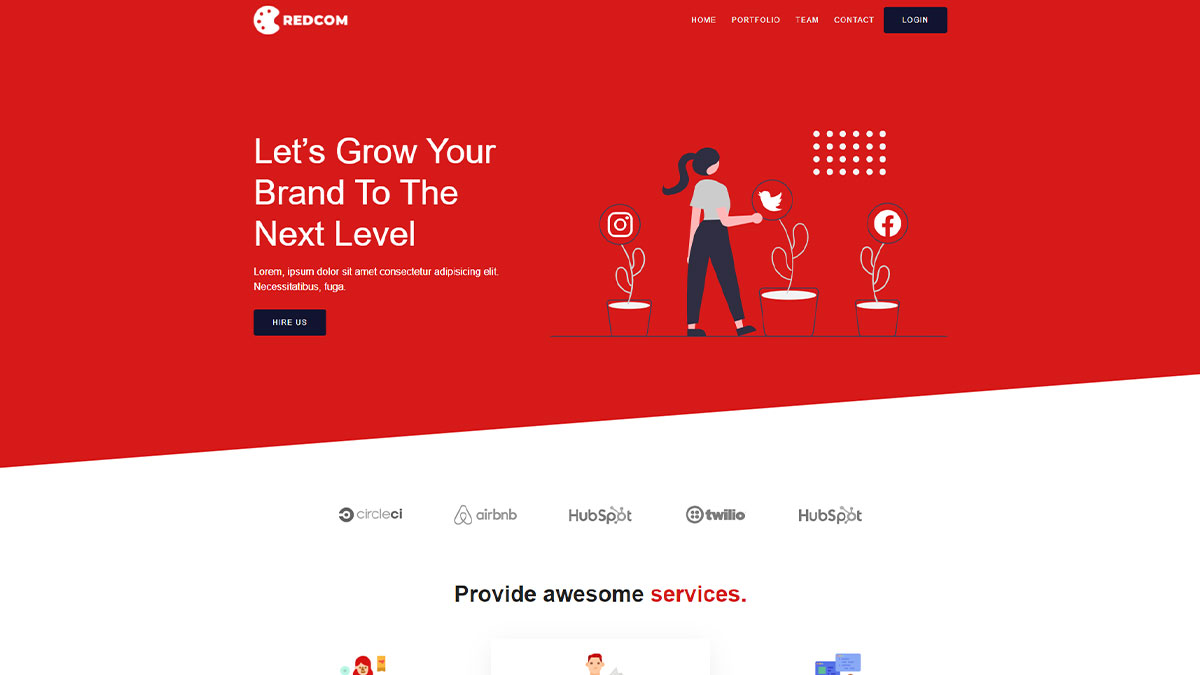 REDCOM
HOME PORTFOLIO TEAM CONTACT LOGIN
Let’s Grow Your
Brand To The
Next Level
Lorem, ipsum dolor sit amet consectetur adipisicing elit.
Necessitatibus, fuga.
HIRE US
circleci airbnb HubSpot twilio HubSpot
Provide awesome services.